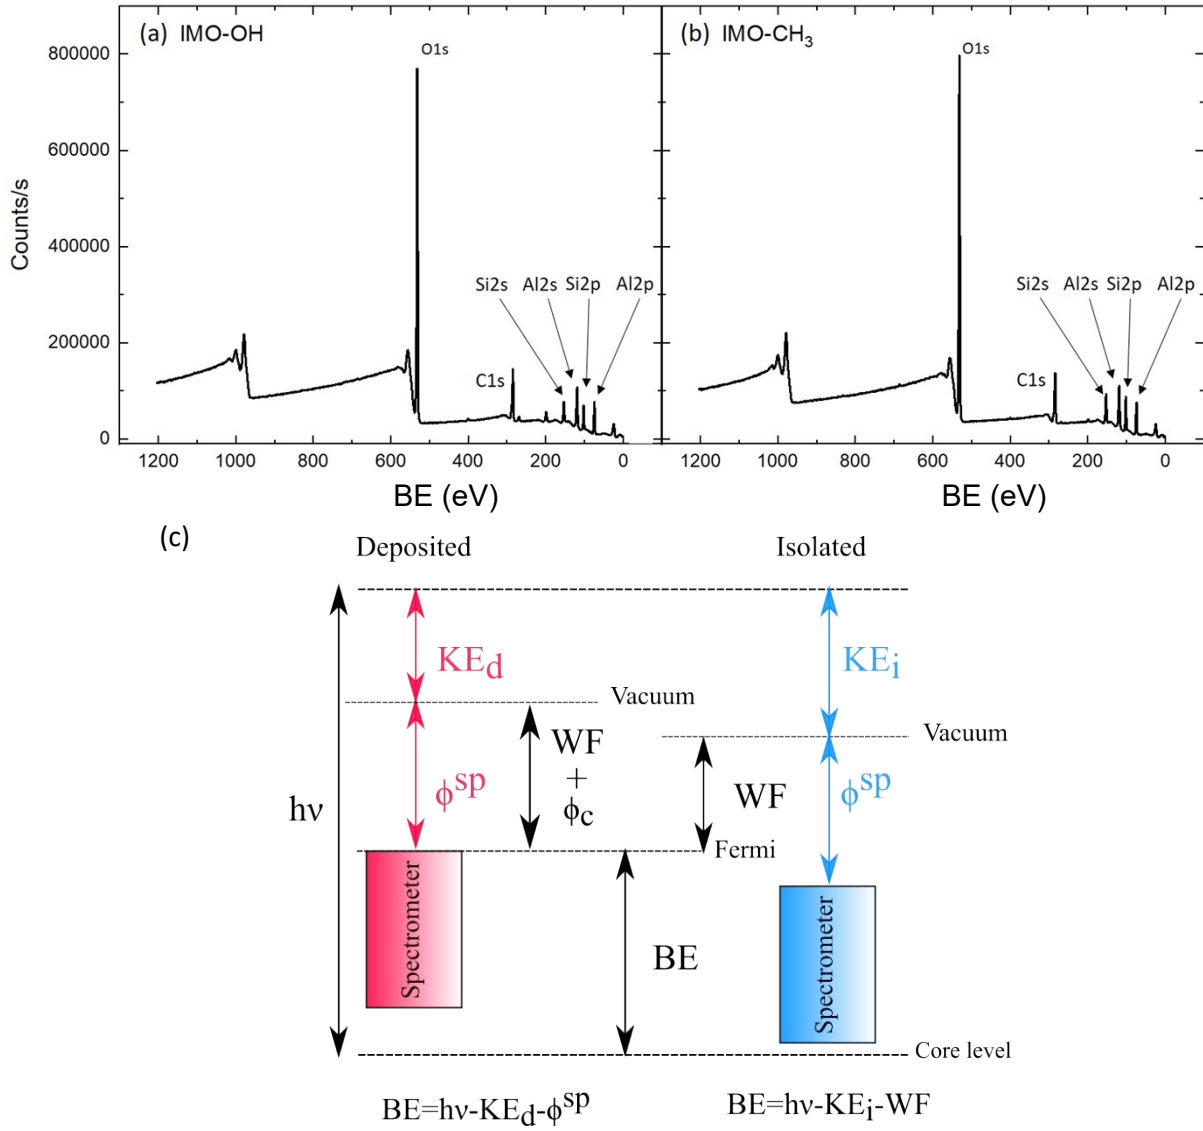 (a) IMO-OH
(b) IMO-CH₃
O1s
O1s
800000
600000
400000
200000
0
Counts/s
Si2s Al2s Si2p Al2p
Si2s Al2s Si2p Al2p
C1s
C1s
1200 1000 800 600 400 200 0
1200 1000 800 600 400 200 0
BE (eV)
BE (eV)
(c)
Deposited
Isolated
KEd
KEi
Vacuum
Vacuum
WF
+
ϕc
ϕsp
WF
ϕsp
hν
Fermi
Spectrometer
BE
Spectrometer
Core level
BE=hν-KEd-ϕsp
BE=hν-KEi-WF